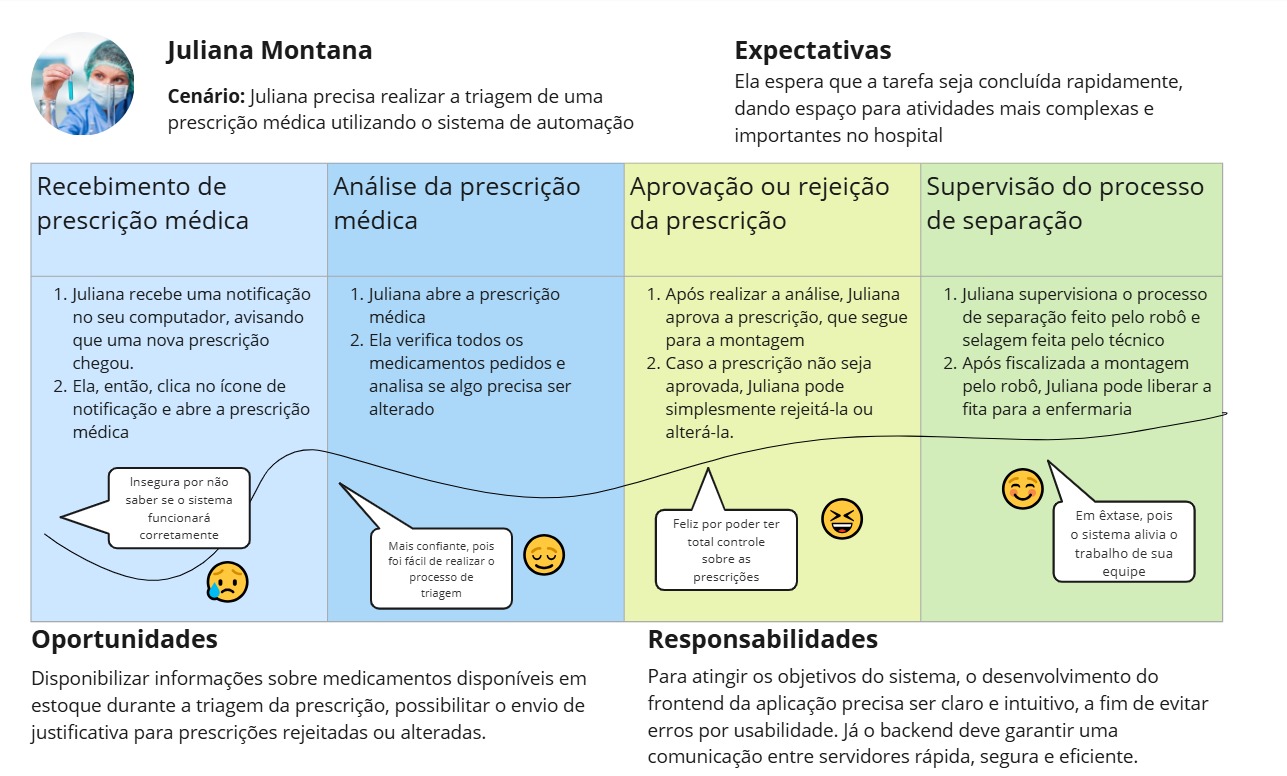 Juliana Montana
Cenário: Juliana precisa realizar a triagem de uma
prescrição médica utilizando o sistema de automação
Expectativas
Ela espera que a tarefa seja concluída rapidamente,
dando espaço para atividades mais complexas e
importantes no hospital
Recebimento de
prescrição médica
Análise da prescrição
médica
Aprovação ou rejeição
da prescrição
Supervisão do processo
de separação
1. Juliana recebe uma notificação
no seu computador, avisando
que uma nova prescrição
chegou.
2. Ela, então, clica no ícone de
notificação e abre a prescrição
médica
1. Juliana abre a prescrição
médica
2. Ela verifica todos os
medicamentos pedidos e
analisa se algo precisa ser
alterado
1. Após realizar a análise, Juliana
aprova a prescrição, que segue
para a montagem
2. Caso a prescrição não seja
aprovada, Juliana pode
simplesmente rejeitá-la ou
alterá-la.
1. Juliana supervisiona o processo
de separação feito pelo robô e
selagem feita pelo técnico
2. Após fiscalizada a montagem
pelo robô, Juliana pode liberar a
fita para a enfermaria
Insegura por não
saber se o sistema
funcionará
corretamente
Mais confiante, pois
foi fácil de realizar o
processo de
triagem
Feliz por poder ter
total controle
sobre as
prescrições
Em êxtase, pois
o sistema alivia o
trabalho de sua
equipe
Oportunidades
Disponibilizar informações sobre medicamentos disponíveis em
estoque durante a triagem da prescrição, possibilitar o envio de
justificativa para prescrições rejeitadas ou alteradas.
Responsabilidades
Para atingir os objetivos do sistema, o desenvolvimento do
frontend da aplicação precisa ser claro e intuitivo, a fim de evitar
erros por usabilidade. Já o backend deve garantir uma
comunicação entre servidores rápida, segura e eficiente.